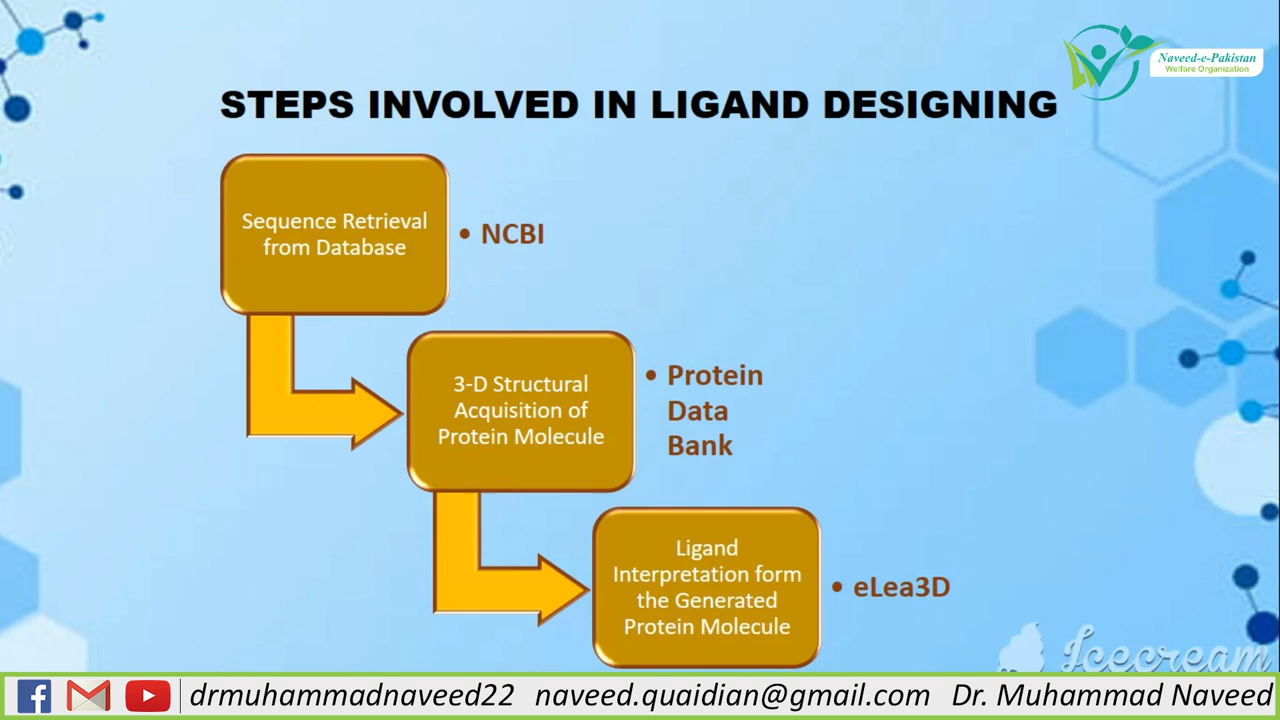 Naveed-e-Pakistan
Welfare Organization
STEPS INVOLVED IN LIGAND DESIGNING
Sequence Retrieval
from Database
• NCBI
3-D Structural
Acquisition of
Protein Molecule
• Protein
Data
Bank
Ligand
Interpretation form
the Generated
Protein Molecule
• eLea3D
Icecream
drmuhammadnaveed22 naveed.quaidian@gmail.com Dr. Muhammad Naveed